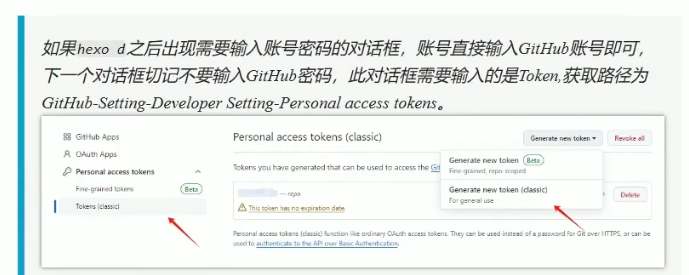 如果hexo d之后出现需要输入账号密码的对话框，账号直接输入GitHub账号即可，
下一个对话框切记不要输入GitHub密码，此对话框需要输入的是Token,获取路径为
GitHub-Setting-Developer Setting-Personal access tokens。
GitHub Apps
OAuth Apps
Personal access tokens
Fine-grained tokens Beta
Tokens (classic)
Personal access tokens (classic)
Generate new token
Revoke all
Tokens you have generated that can be used to access the Git
Generate new token Beta
Fine-grained, repo-scoped
Generate new token (classic)
For general use
— repo
Delete
This token has no expiration date.
Personal access tokens (classic) function like ordinary OAuth access tokens. They can be used instead of a password for Git over HTTPS, or can be
used to authenticate to the API over Basic Authentication.